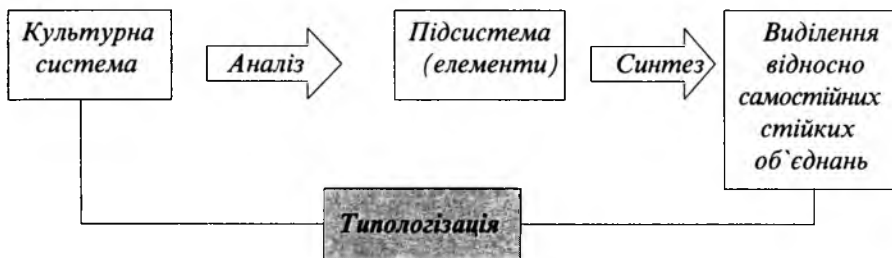 Культурна
система
Аналіз
Підсистема
(елементи)
Синтез
Виділення
відносно
самостійних
стійких
об`єднань
Типологізація